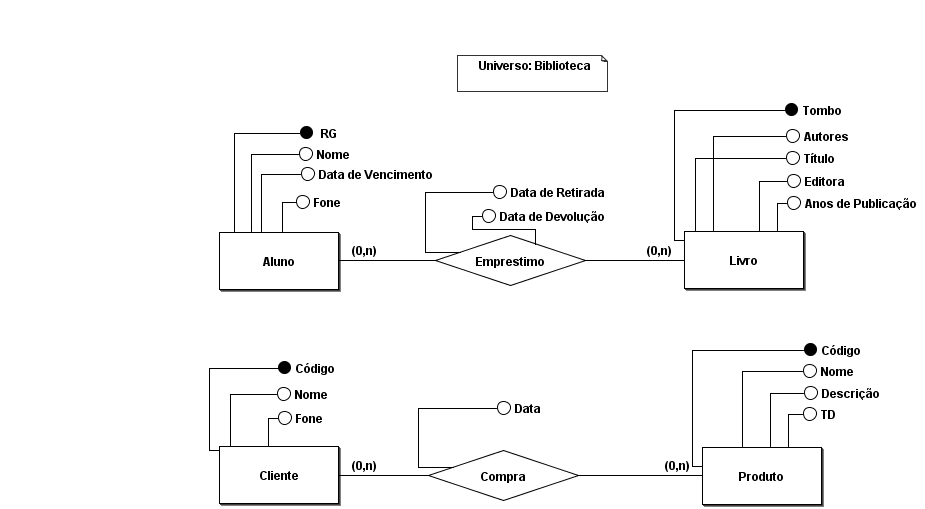 Universo: Biblioteca
RG
Nome
Data de Vencimento
Fone
Aluno
(0,n)
Data de Retirada
Data de Devolução
Emprestimo
(0,n)
Tombo
Autores
Título
Editora
Anos de Publicação
Livro
Código
Nome
Fone
Cliente
(0,n)
Data
Compra
(0,n)
Código
Nome
Descrição
TD
Produto